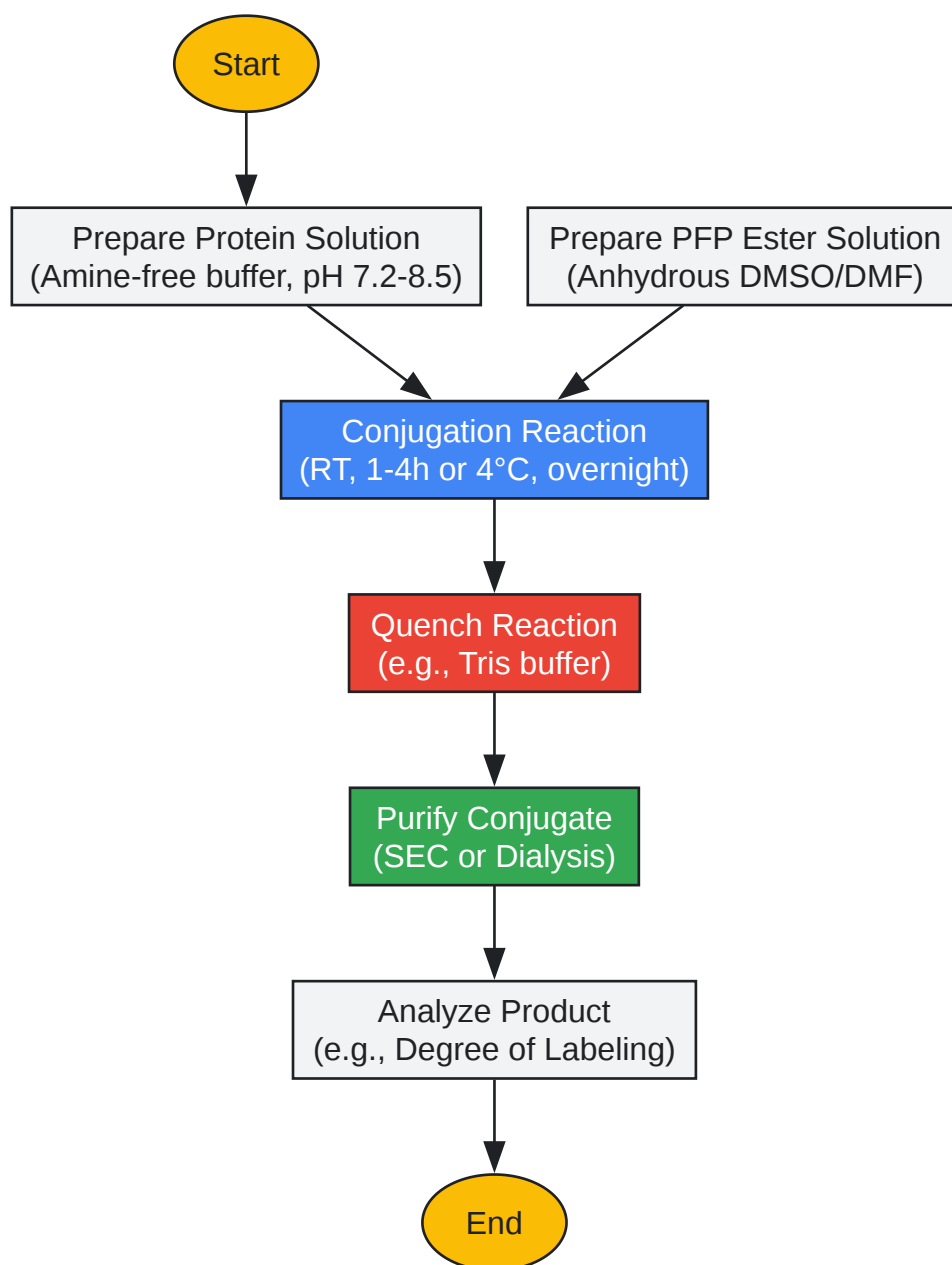 Start
Prepare Protein Solution
(Amine-free buffer, pH 7.2-8.5)
Prepare PFP Ester Solution
(Anhydrous DMSO/DMF)
Conjugation Reaction
(RT, 1-4h or 4°C, overnight)
Quench Reaction
(e.g., Tris buffer)
Purify Conjugate
(SEC or Dialysis)
Analyze Product
(e.g., Degree of Labeling)
End